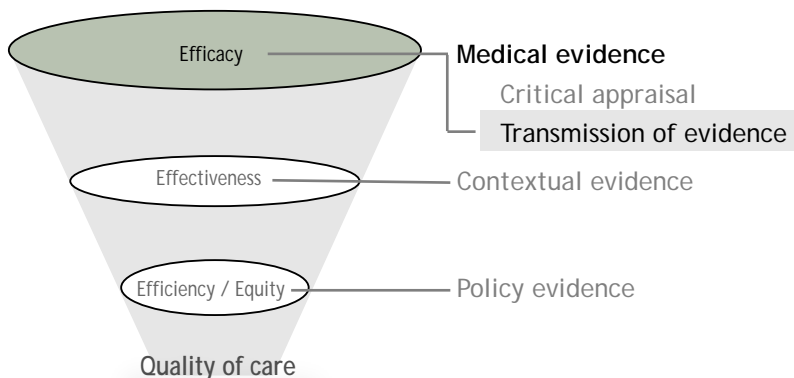 Efficacy
Medical evidence
Critical appraisal
Transmission of evidence
Effectiveness
Contextual evidence
Efficiency / Equity
Policy evidence
Quality of care